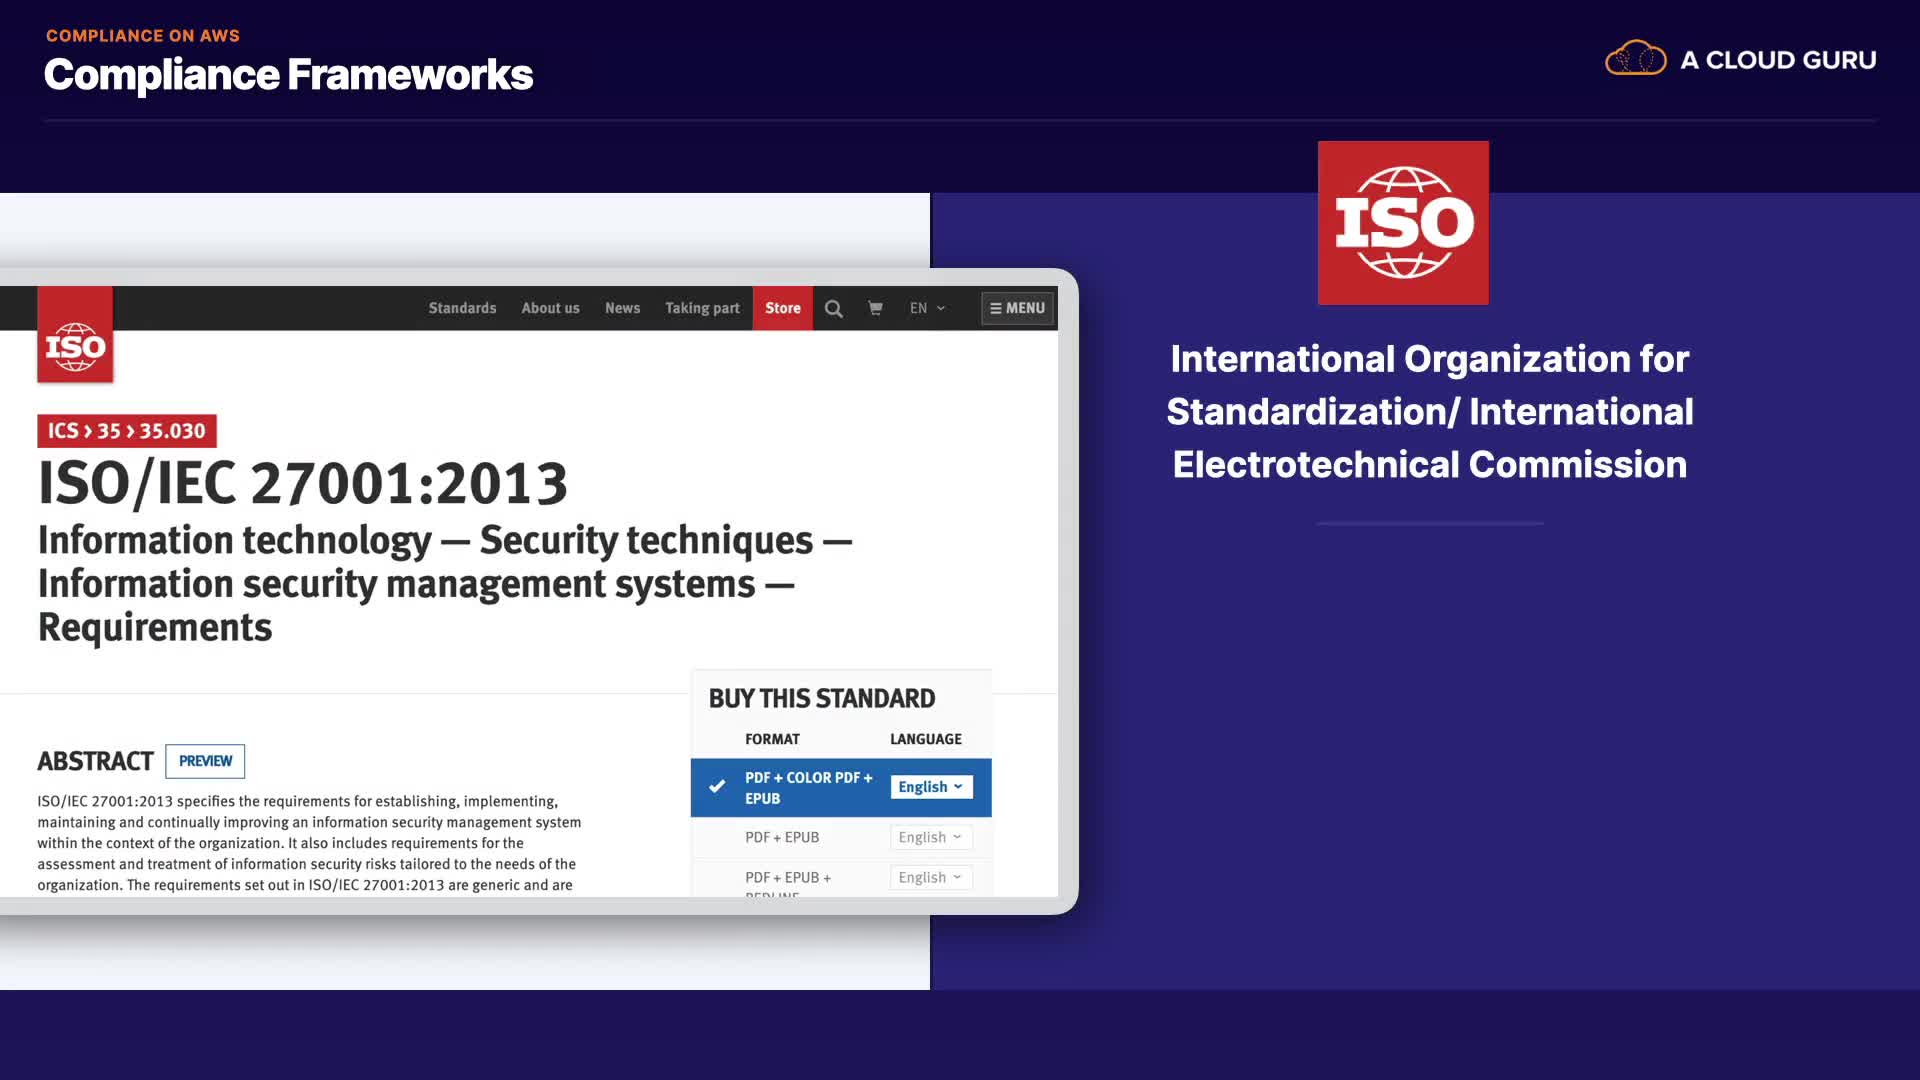 COMPLIANCE ON AWS
Compliance Frameworks
A CLOUD GURU
Standards About us News Taking part Store EN MENU
ISO
ICS › 35 › 35.030
ISO/IEC 27001:2013
Information technology — Security techniques —
Information security management systems —
Requirements
ABSTRACT PREVIEW
ISO/IEC 27001:2013 specifies the requirements for establishing, implementing,
maintaining and continually improving an information security management system
within the context of the organization. It also includes requirements for the
assessment and treatment of information security risks tailored to the needs of the
organization. The requirements set out in ISO/IEC 27001:2013 are generic and are
BUY THIS STANDARD
FORMAT LANGUAGE
PDF + COLOR PDF +
EPUB
English
PDF + EPUB English
PDF + EPUB + English
ISO
International Organization for
Standardization/ International
Electrotechnical Commission